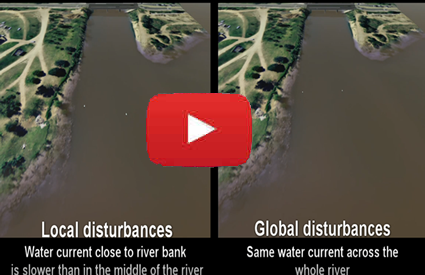 Local disturbances
Water current close to river bank
is slower than in the middle of the river
Global disturbances
Same water current across the
whole river